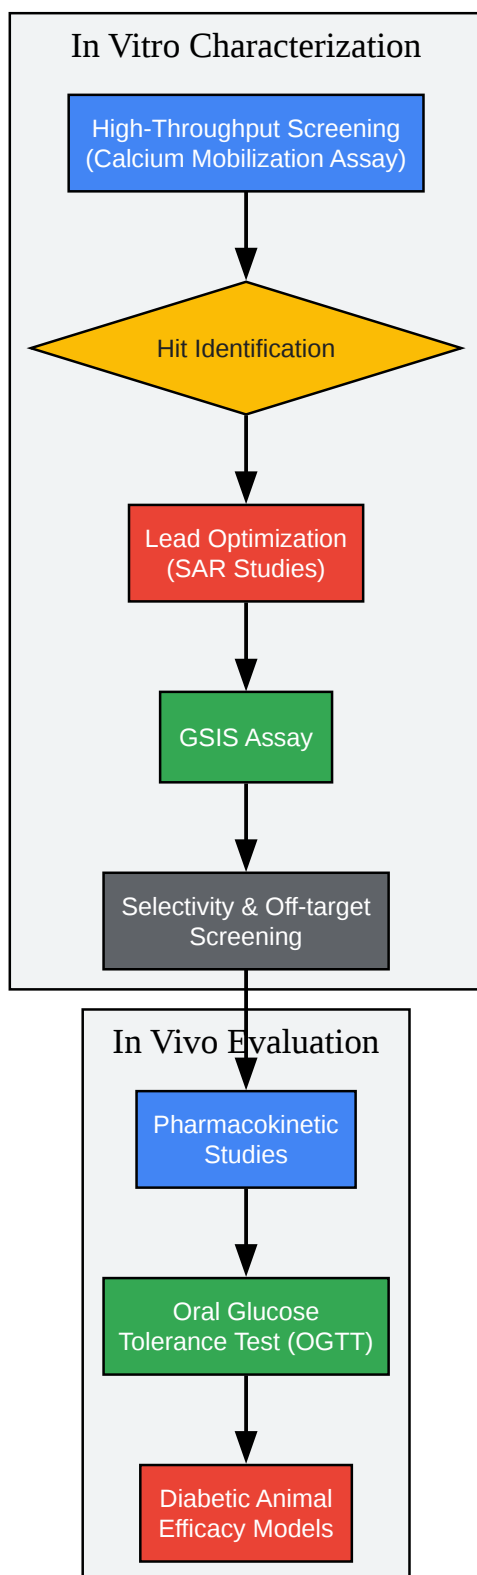 In Vitro Characterization
High-Throughput Screening
(Calcium Mobilization Assay)
Hit Identification
Lead Optimization
(SAR Studies)
GSIS Assay
Selectivity & Off-target
Screening
In Vivo Evaluation
Pharmacokinetic
Studies
Oral Glucose
Tolerance Test (OGTT)
Diabetic Animal
Efficacy Models